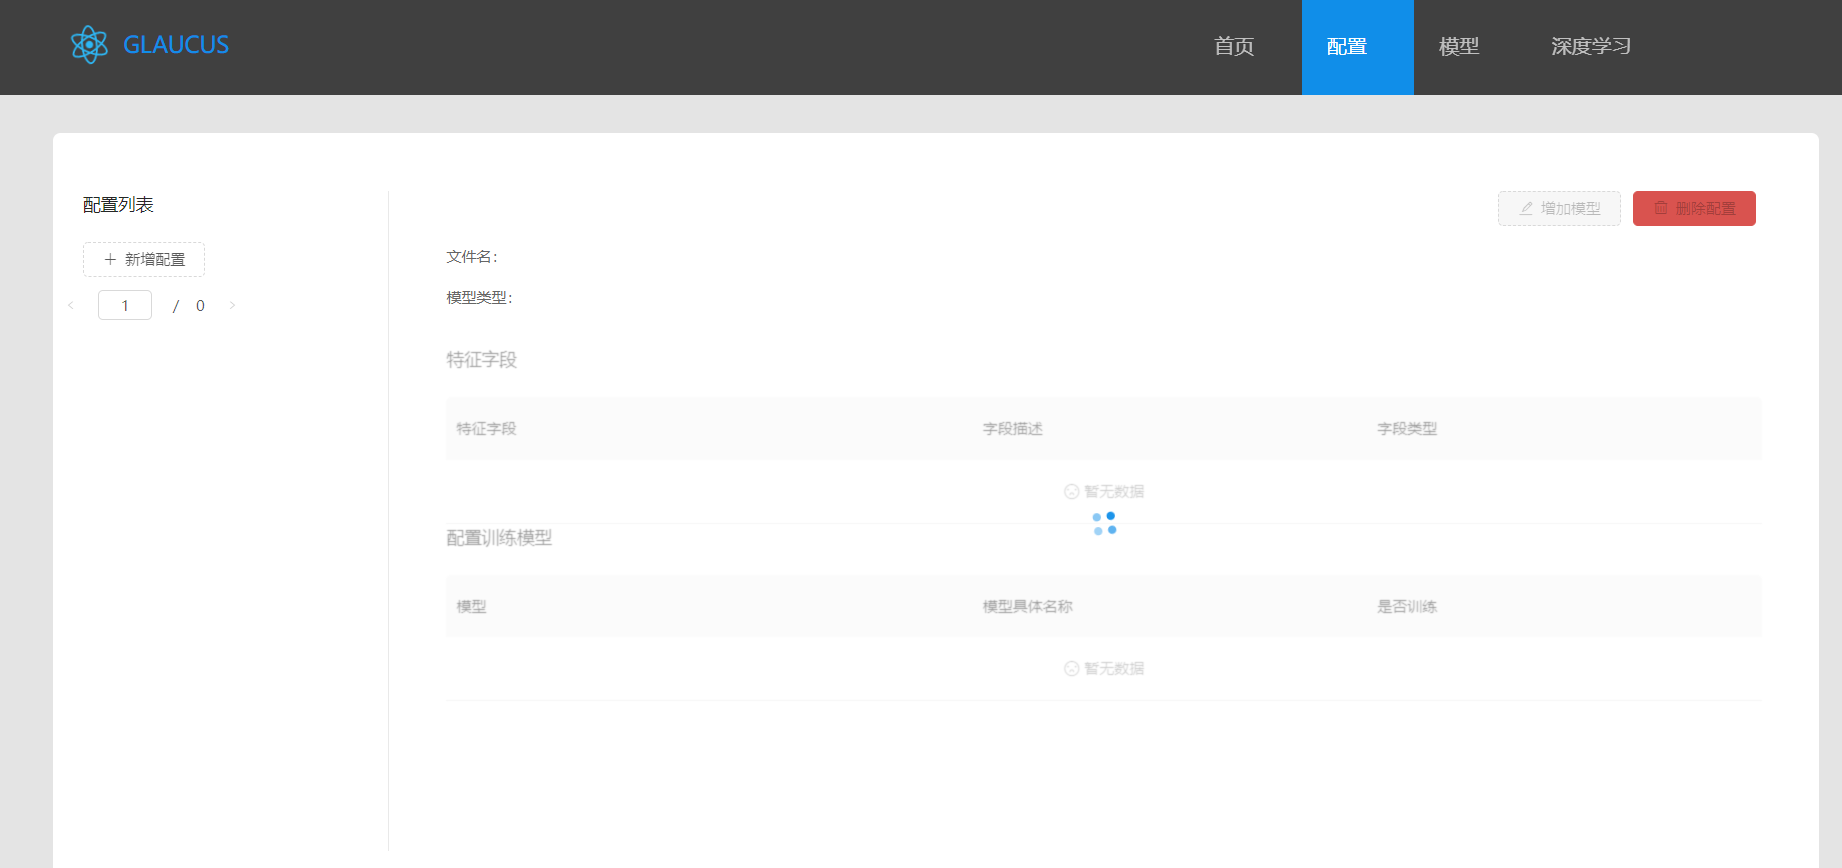 GLAUCUS 首页 配置 模型 深度学习
配置列表
新增配置
1 / 0
增加模型 删除配置
文件名:
模型类型:
特征字段
特征字段 字段描述 字段类型
暂无数据
配置训练模型
模型 模型具体名称 是否训练
暂无数据